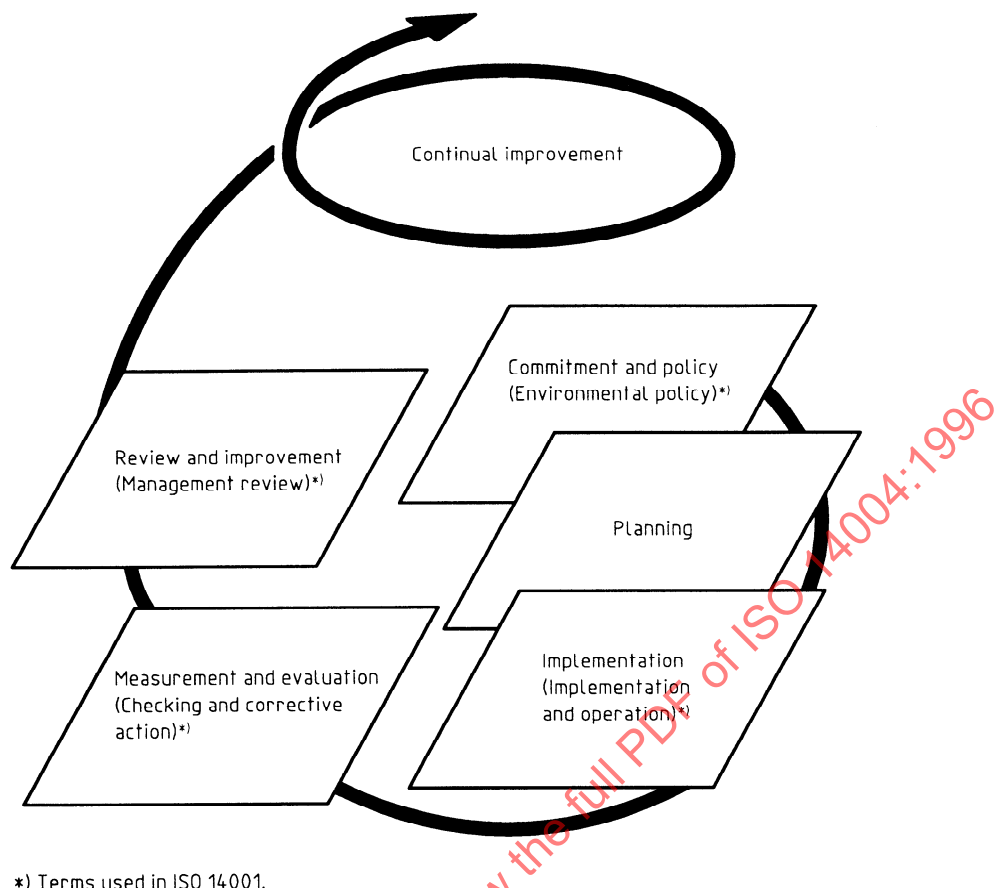 Continual improvement
Commitment and policy
(Environmental policy)*)
Review and improvement
(Management review)*)
Planning
Implementation
(Implementation
and operation)*)
Measurement and evaluation
(Checking and corrective
action)*)
*) Terms used in ISO 14001.
w the full PDF of ISO 14004:1996